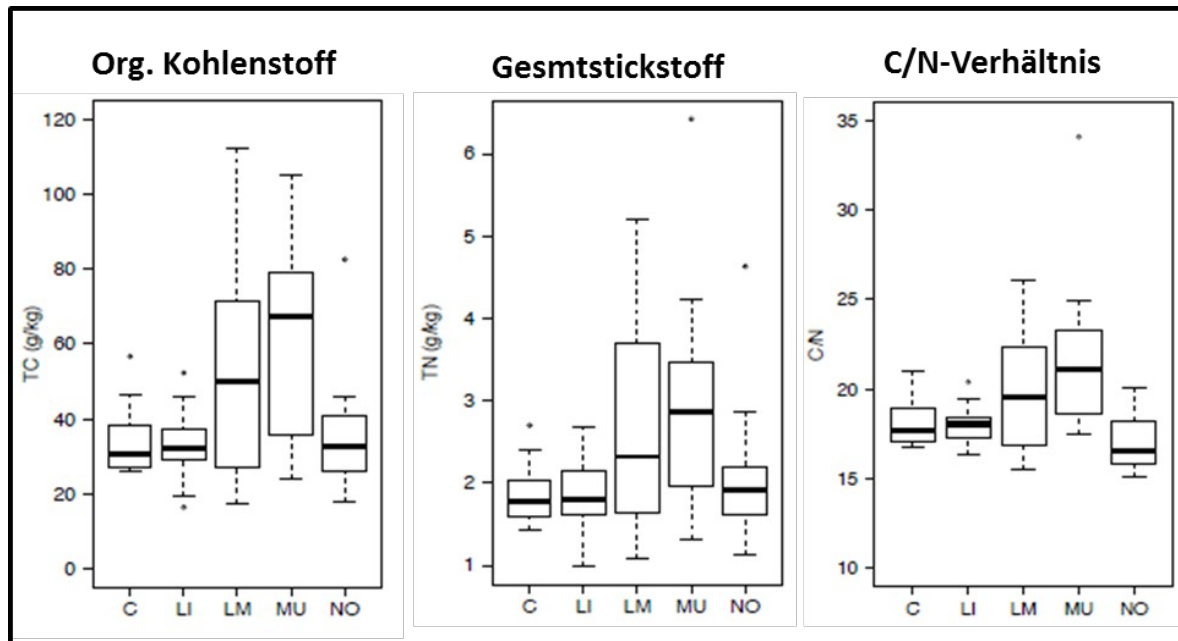 Org. Kohlenstoff
TC (g/kg)
120
100
80
60
40
20
0
C LI LM MU NO
Gesmtstickstoff
TN (g/kg)
6
5
4
3
2
1
C LI LM MU NO
C/N-Verhältnis
C/N
35
30
25
20
15
10
C LI LM MU NO